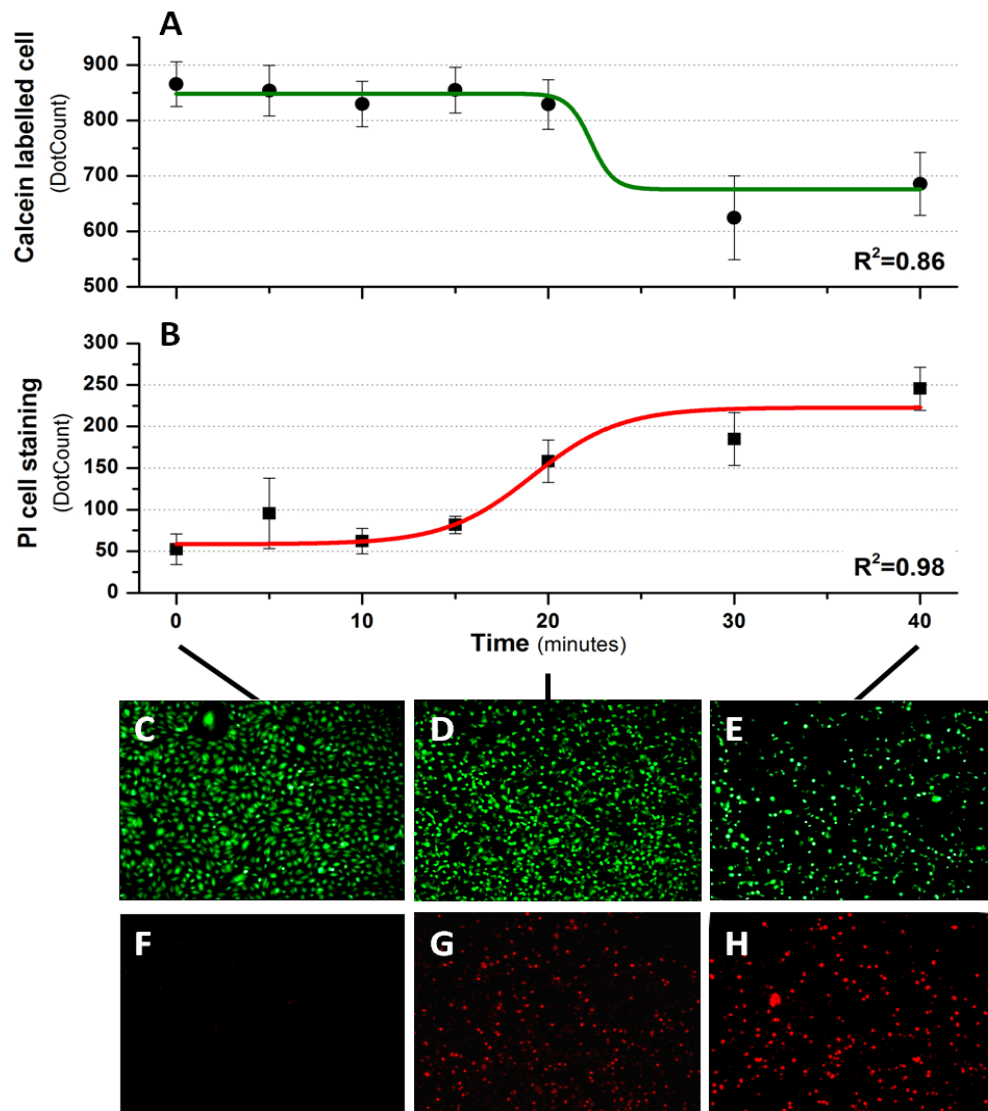 A
Calcein labelled cell
(DotCount)
900
800
700
600
500
R²=0.86
B
PI cell staining
(DotCount)
300
250
200
150
100
50
0
R²=0.98
0
10
20
30
40
Time (minutes)
C
D
E
F
G
H